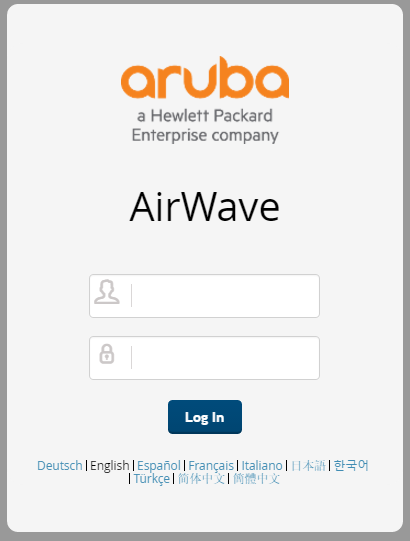 aruba
a Hewlett Packard
Enterprise company
AirWave
Log In
Deutsch | English | Español | Français | Italiano | 日本語 | 한국어
| Türkçe | 简体中文 | 簡體中文